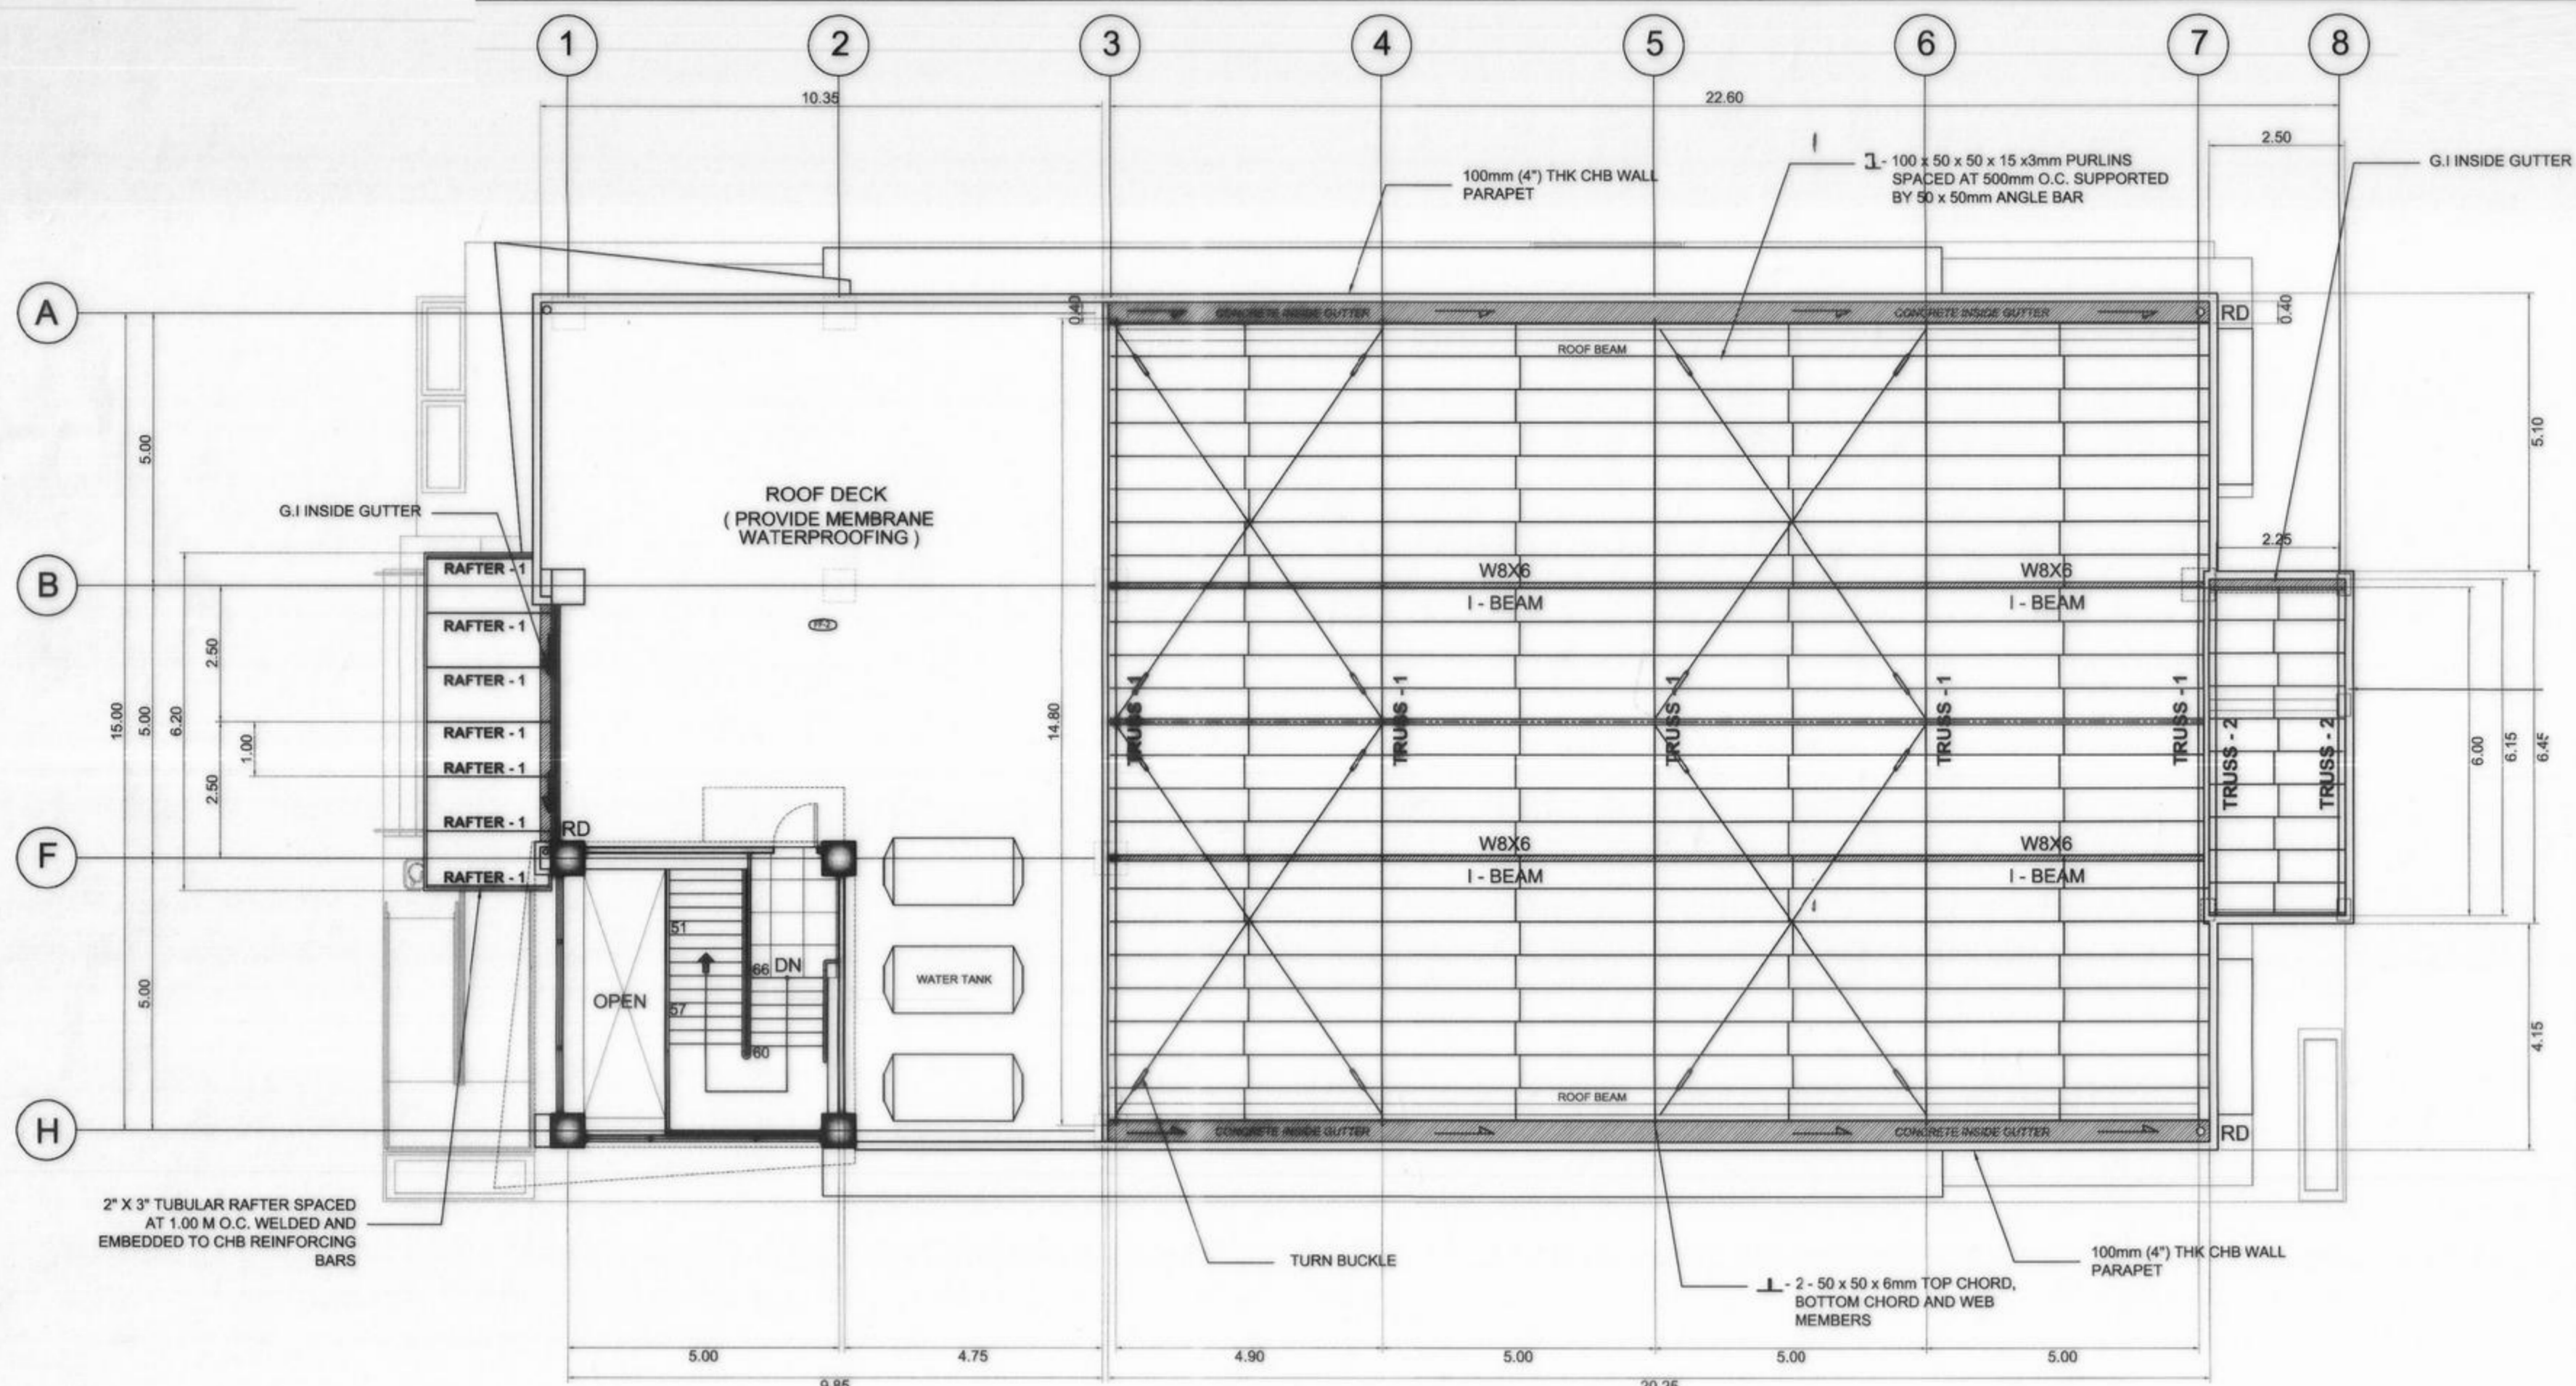 1 2 3 4 5 6 7 8
10.35 22.60
2.50
G.I INSIDE GUTTER
100mm (4") THK CHB WALL
PARAPET
- 100 x 50 x 50 x 15 x3mm PURLINS
SPACED AT 500mm O.C. SUPPORTED
BY 50 x 50mm ANGLE BAR
A
0.40
CONCRETE INSIDE GUTTER
CONCRETE INSIDE GUTTER
RD
0.40
ROOF BEAM
5.00
5.10
ROOF DECK
( PROVIDE MEMBRANE
WATERPROOFING )
G.I INSIDE GUTTER
2.25
B
RAFTER - 1
W8X6
I - BEAM
W8X6
I - BEAM
RAFTER - 1
FF-2
2.50
RAFTER - 1
15.00
5.00
6.20
1.00
RAFTER - 1
RAFTER - 1
14.80
TRUSS - 1
TRUSS - 1
TRUSS - 1
TRUSS - 1
TRUSS - 1
TRUSS - 2
TRUSS - 2
6.00
6.15
6.45
2.50
RAFTER - 1
RD
F
RAFTER - 1
W8X6
I - BEAM
W8X6
I - BEAM
51
66 DN
57
60
OPEN
WATER TANK
5.00
4.15
ROOF BEAM
H
CONCRETE INSIDE GUTTER
CONCRETE INSIDE GUTTER
RD
2" X 3" TUBULAR RAFTER SPACED
AT 1.00 M O.C. WELDED AND
EMBEDDED TO CHB REINFORCING
BARS
TURN BUCKLE
- 2 - 50 x 50 x 6mm TOP CHORD,
BOTTOM CHORD AND WEB
MEMBERS
100mm (4") THK CHB WALL
PARAPET
5.00 4.75 4.90 5.00 5.00 5.00
9.85 20.25